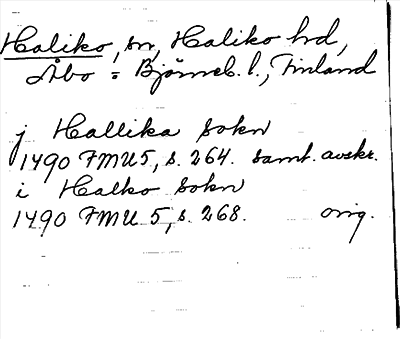 Haliko, sn, Haliko hd,
Åbo = Björneb. l., Finland
j Hallika sokn
1490 FMU 5, s. 264. samt. avskr.
i Halko sokn
1490 FMU 5, s. 268. orig.